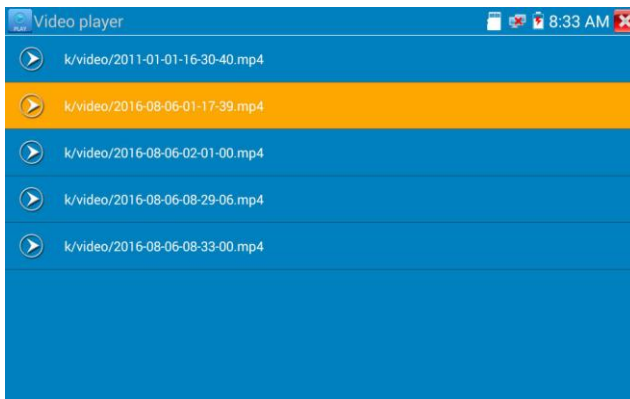 PLAY
Video player
8:33 AM
k/video/2011-01-01-16-30-40.mp4
k/video/2016-08-06-01-17-39.mp4
k/video/2016-08-06-02-01-00.mp4
k/video/2016-08-06-08-29-06.mp4
k/video/2016-08-06-08-33-00.mp4